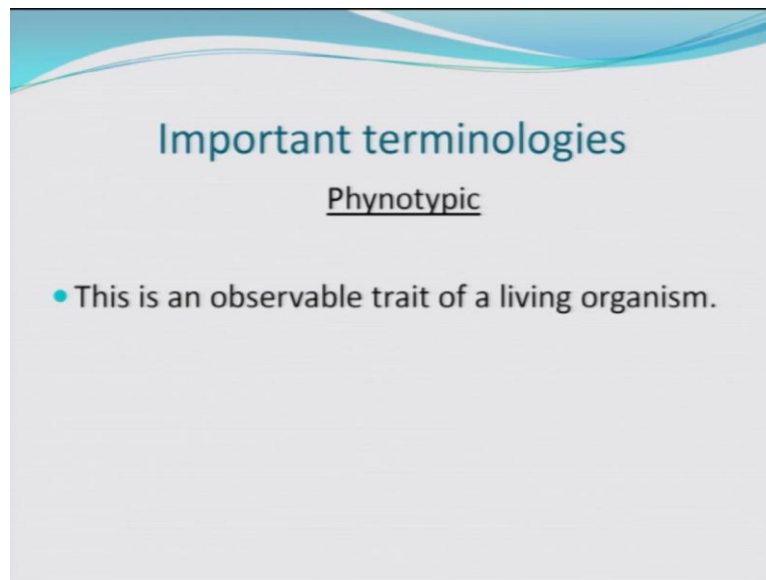 Important terminologies
Phynotypic
This is an observable trait of a living organism.